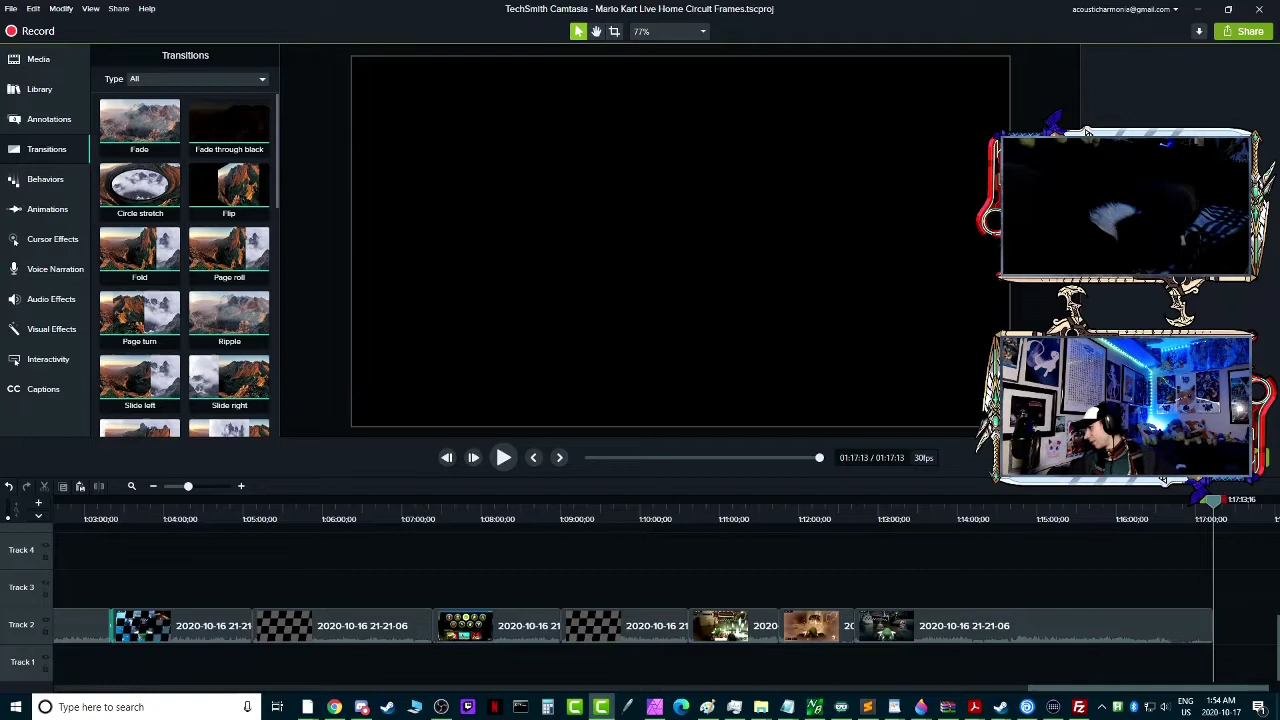 File Edit Modify View Help
TechSmith Camtasia - Mario Kart Live Home Circuit Frames.tscproj
acousticharmonia@gmail.com
Record
77%
Share
Media
Library
Annotations
Transitions
Behaviors
Animations
Cursor Effects
Voice Narration
Audio Effects
Visual Effects
Interactivity
CC Captions
Transitions
Type All
Fade Fade through black
Circle stretch Flip
Fold Page roll
Page turn Ripple
Slide left Slide right
01:17:13 / 01:17:13 30fps
1:17:13;16
1:03:00;00 1:04:00;00 1:05:00;00 1:06:00;00 1:07:00;00 1:08:00;00 1:09:00;00 1:10:00;00 1:11:00;00 1:12:00;00 1:13:00;00 1:14:00;00 1:15:00;00 1:16:00;00 1:17:00;00
Track 4
Track 3
Track 2 2020-10-16 21-21 2020-10-16 21-21-06 2020-10-16 21 2020-10-16 21 2020 2020-10-16 21-21-06
Track 1
Type here to search
ENG
US
1:54 AM
2020-10-17